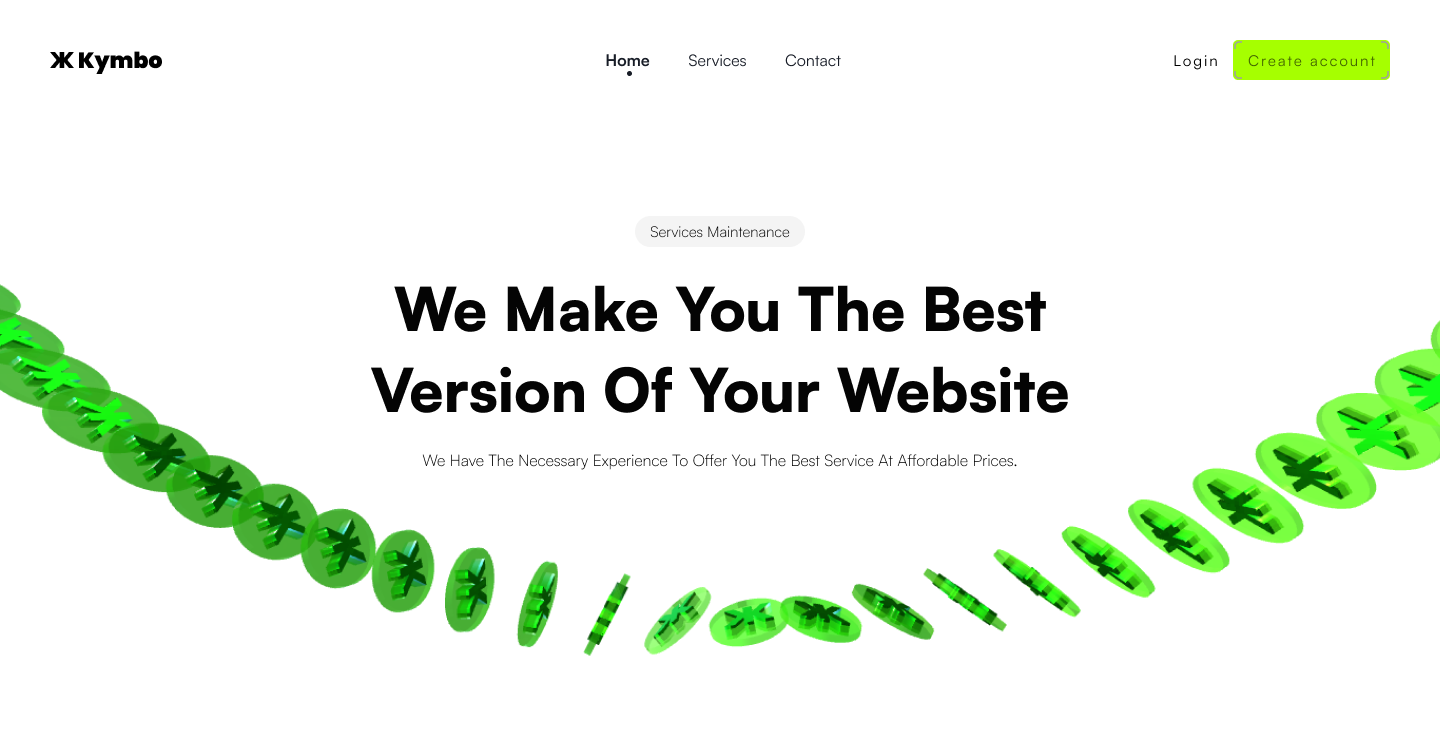 Ж Kymbo
Home
Services
Contact
Login
Create account
Services Maintenance
We Make You The Best
Version Of Your Website
We Have The Necessary Experience To Offer You The Best Service At Affordable Prices.